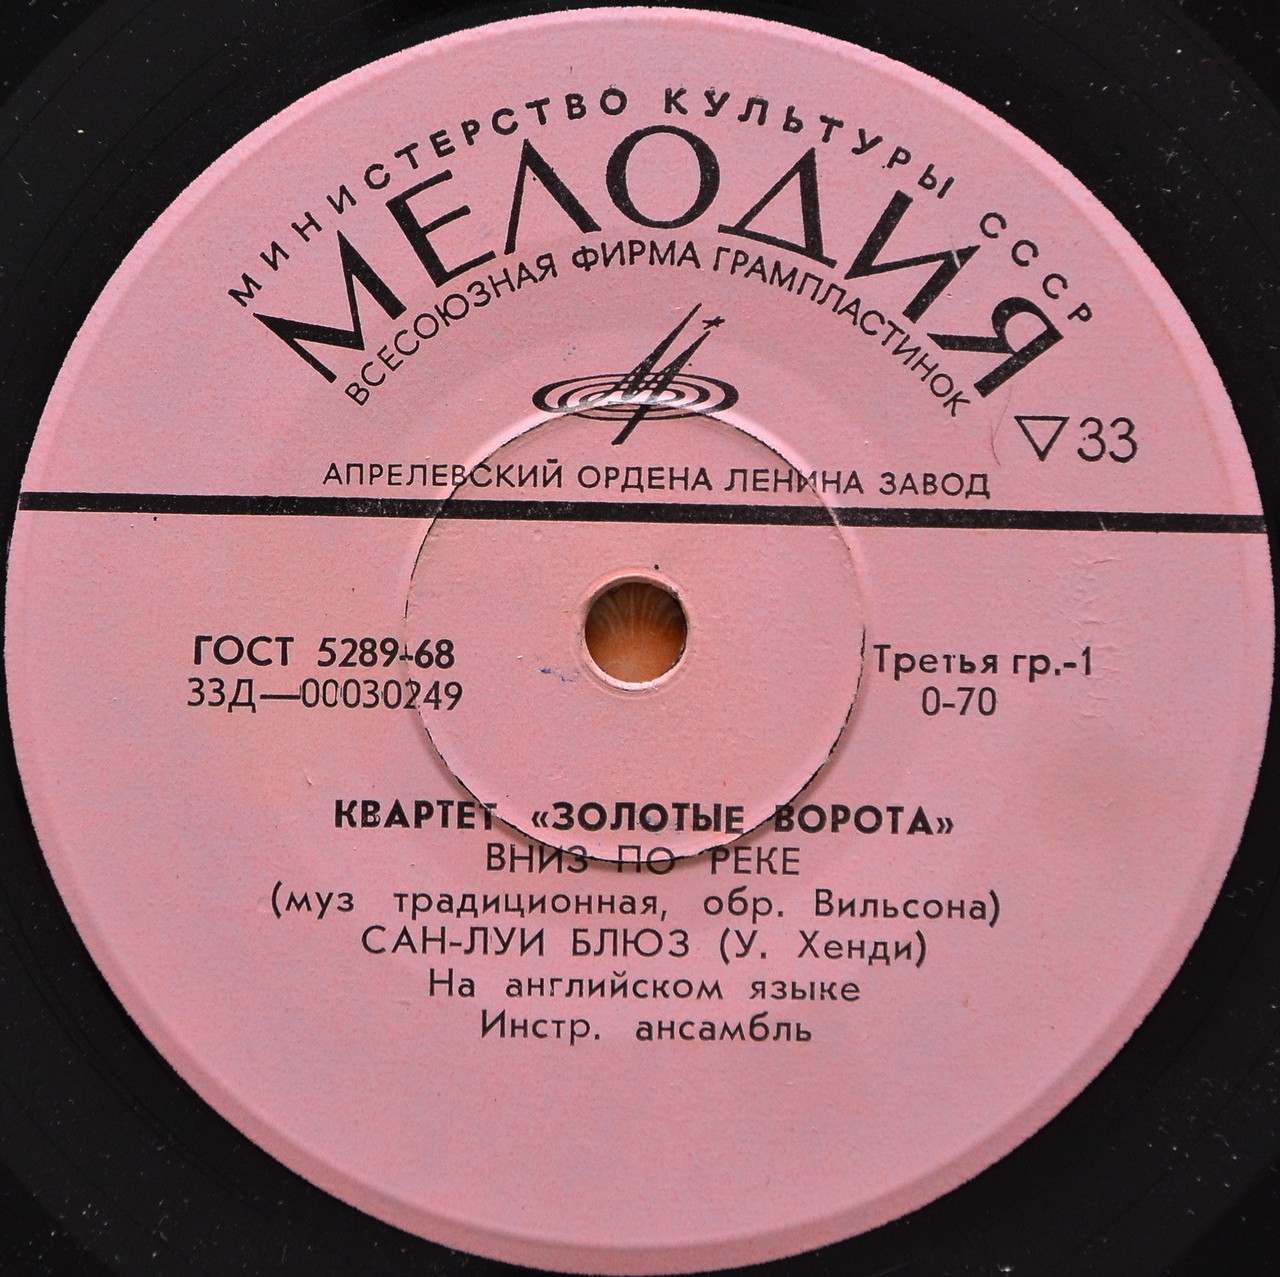 МИНИСТЕРСТВО КУЛЬТУРЫ СССР
МЕЛОДИЯ
ВСЕСОЮЗНАЯ ФИРМА ГРАМПЛАСТИНОК
▽33
АПРЕЛЕВСКИЙ ОРДЕНА ЛЕНИНА ЗАВОД
ГОСТ 5289-68
33Д—00030249
Третья гр.-1
0-70
КВАРТЕТ «ЗОЛОТЫЕ ВОРОТА»
ВНИЗ ПО РЕКЕ
(муз традиционная, обр. Вильсона)
САН-ЛУИ БЛЮЗ (У. Хенди)
На английском языке
Инстр. ансамбль